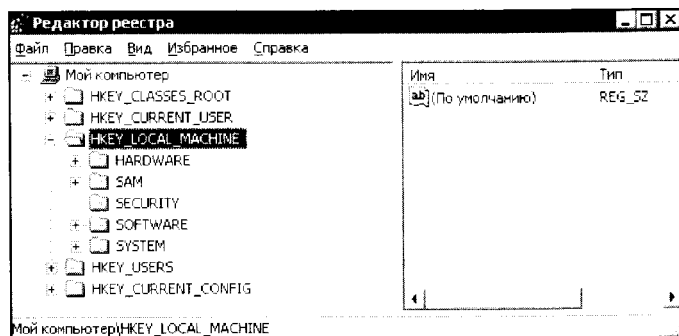 Редактор реестра
Файл Правка Вид Избранное Справка
Мой компьютер
HKEY_CLASSES_ROOT
HKEY_CURRENT_USER
HKEY_LOCAL_MACHINE
HARDWARE
SAM
SECURITY
SOFTWARE
SYSTEM
HKEY_USERS
HKEY_CURRENT_CONFIG
Имя Тип
ab (По умолчанию) REG_SZ
Мой компьютер\HKEY_LOCAL_MACHINE